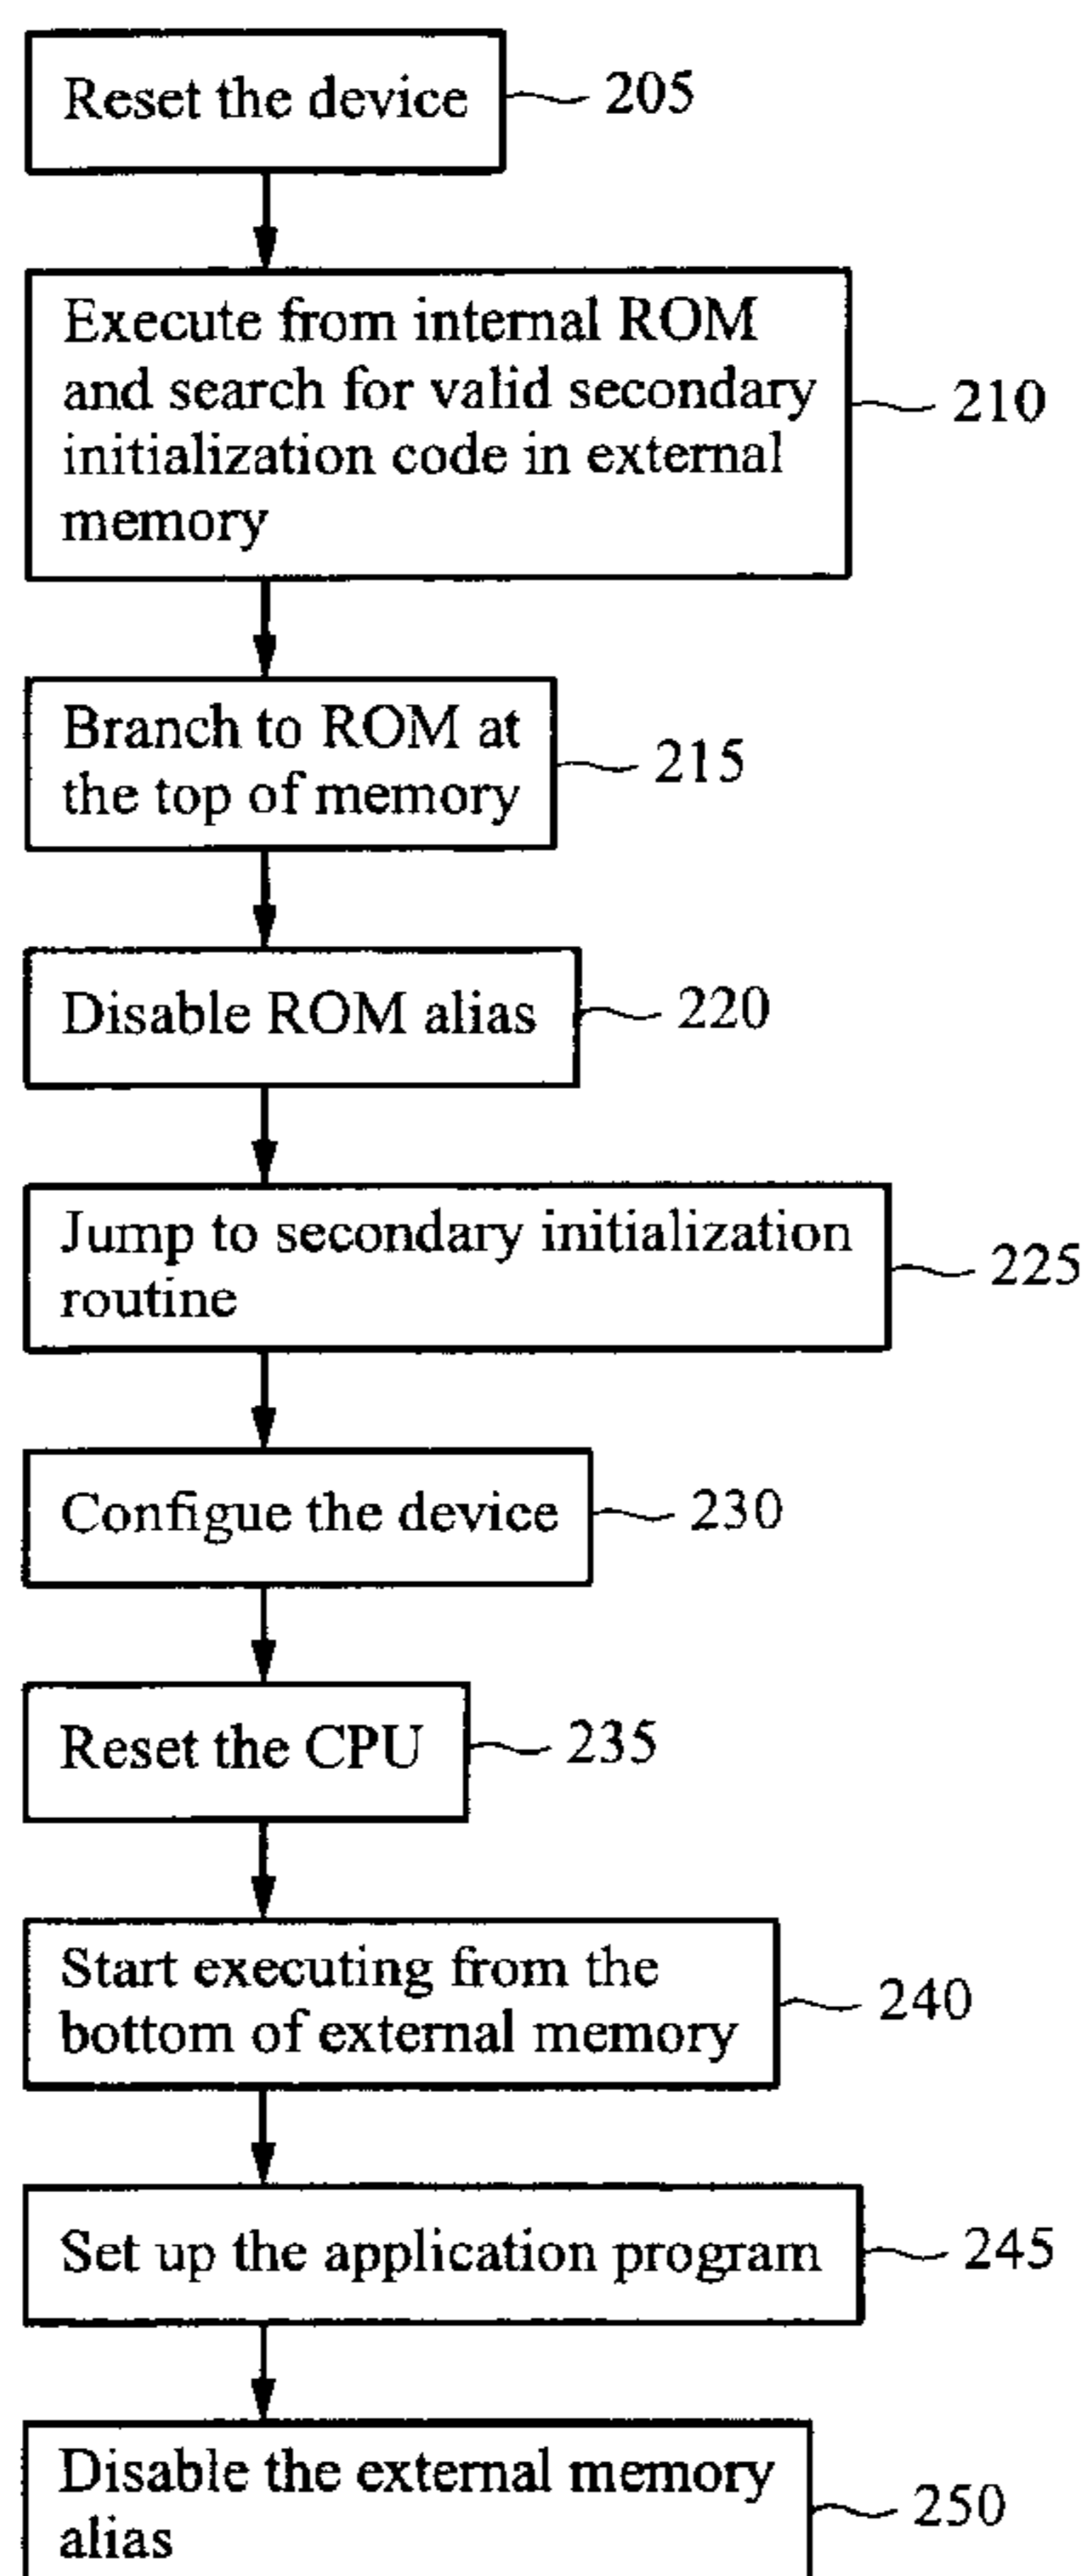 Reset the device
205
Execute from internal ROM
and search for valid secondary
initialization code in external
memory
210
Branch to ROM at
the top of memory
215
Disable ROM alias
220
Jump to secondary initialization
routine
225
Configue the device
230
Reset the CPU
235
Start executing from the
bottom of external memory
240
Set up the application program
245
Disable the external memory
alias
250